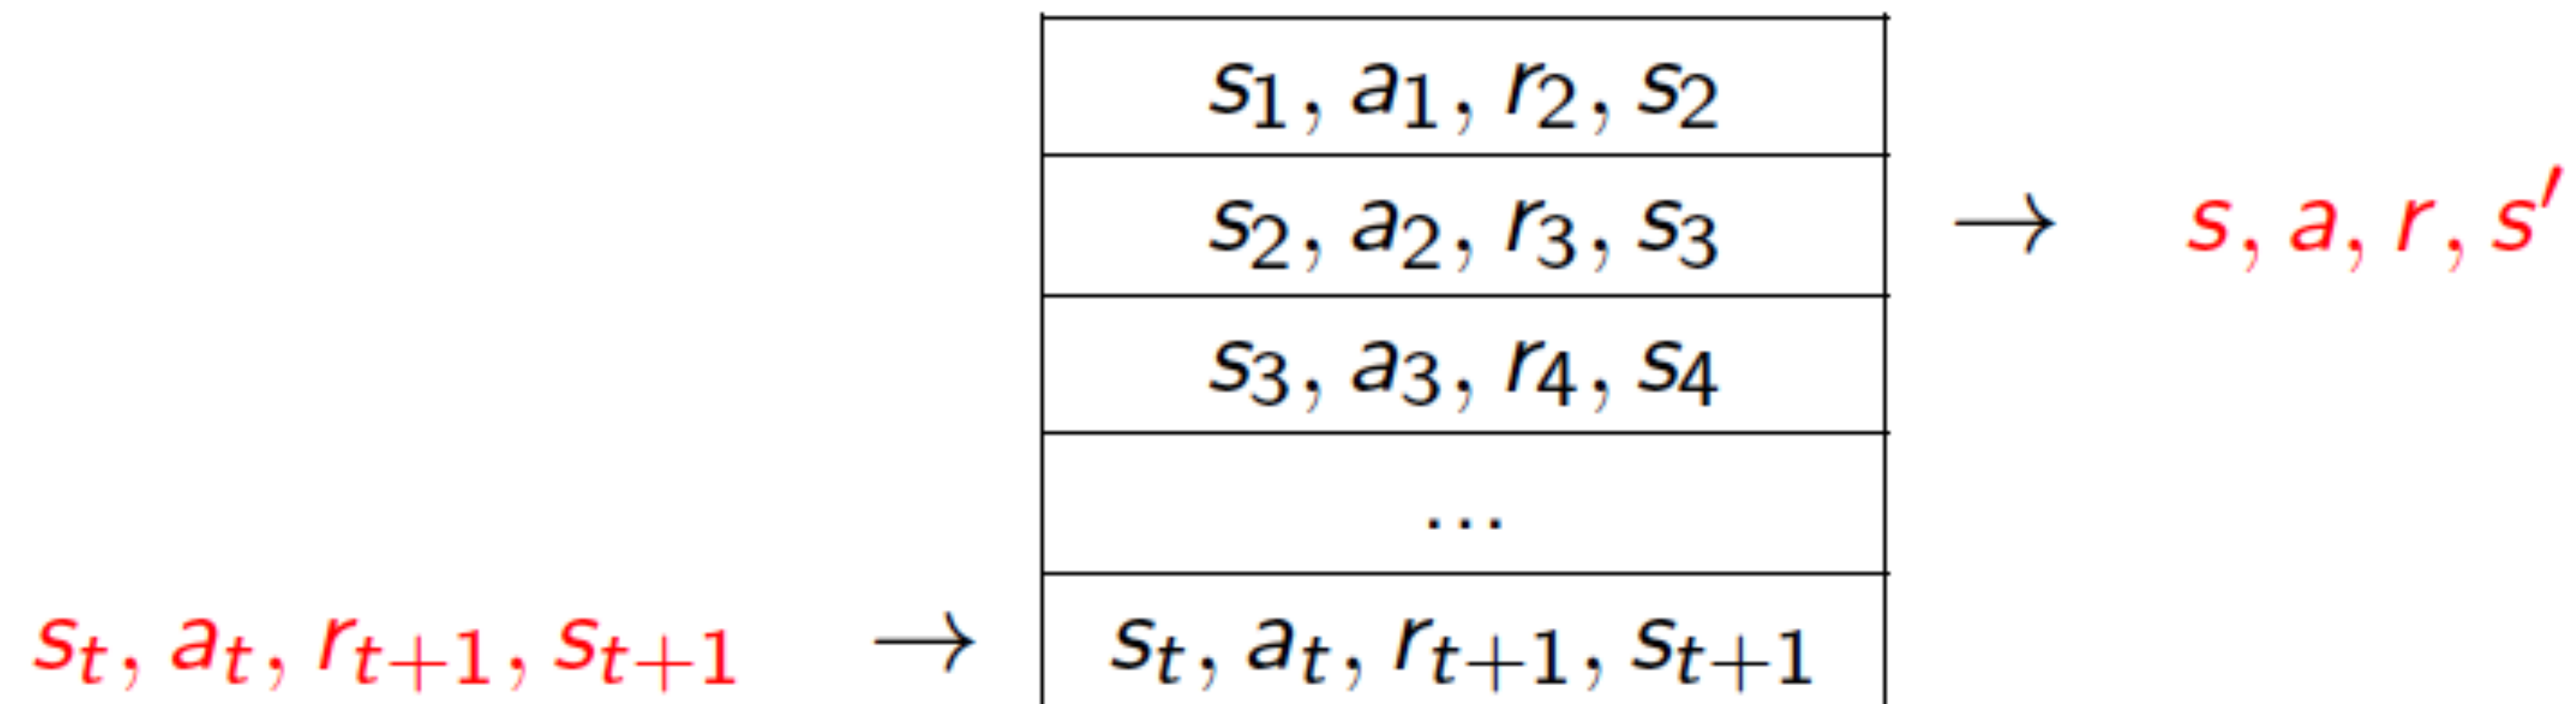 s₁, a₁, r₂, s₂
s₂, a₂, r₃, s₃ → s, a, r, s′
s₃, a₃, r₄, s₄
...
sₜ, aₜ, rₜ₊₁, sₜ₊₁ → sₜ, aₜ, rₜ₊₁, sₜ₊₁